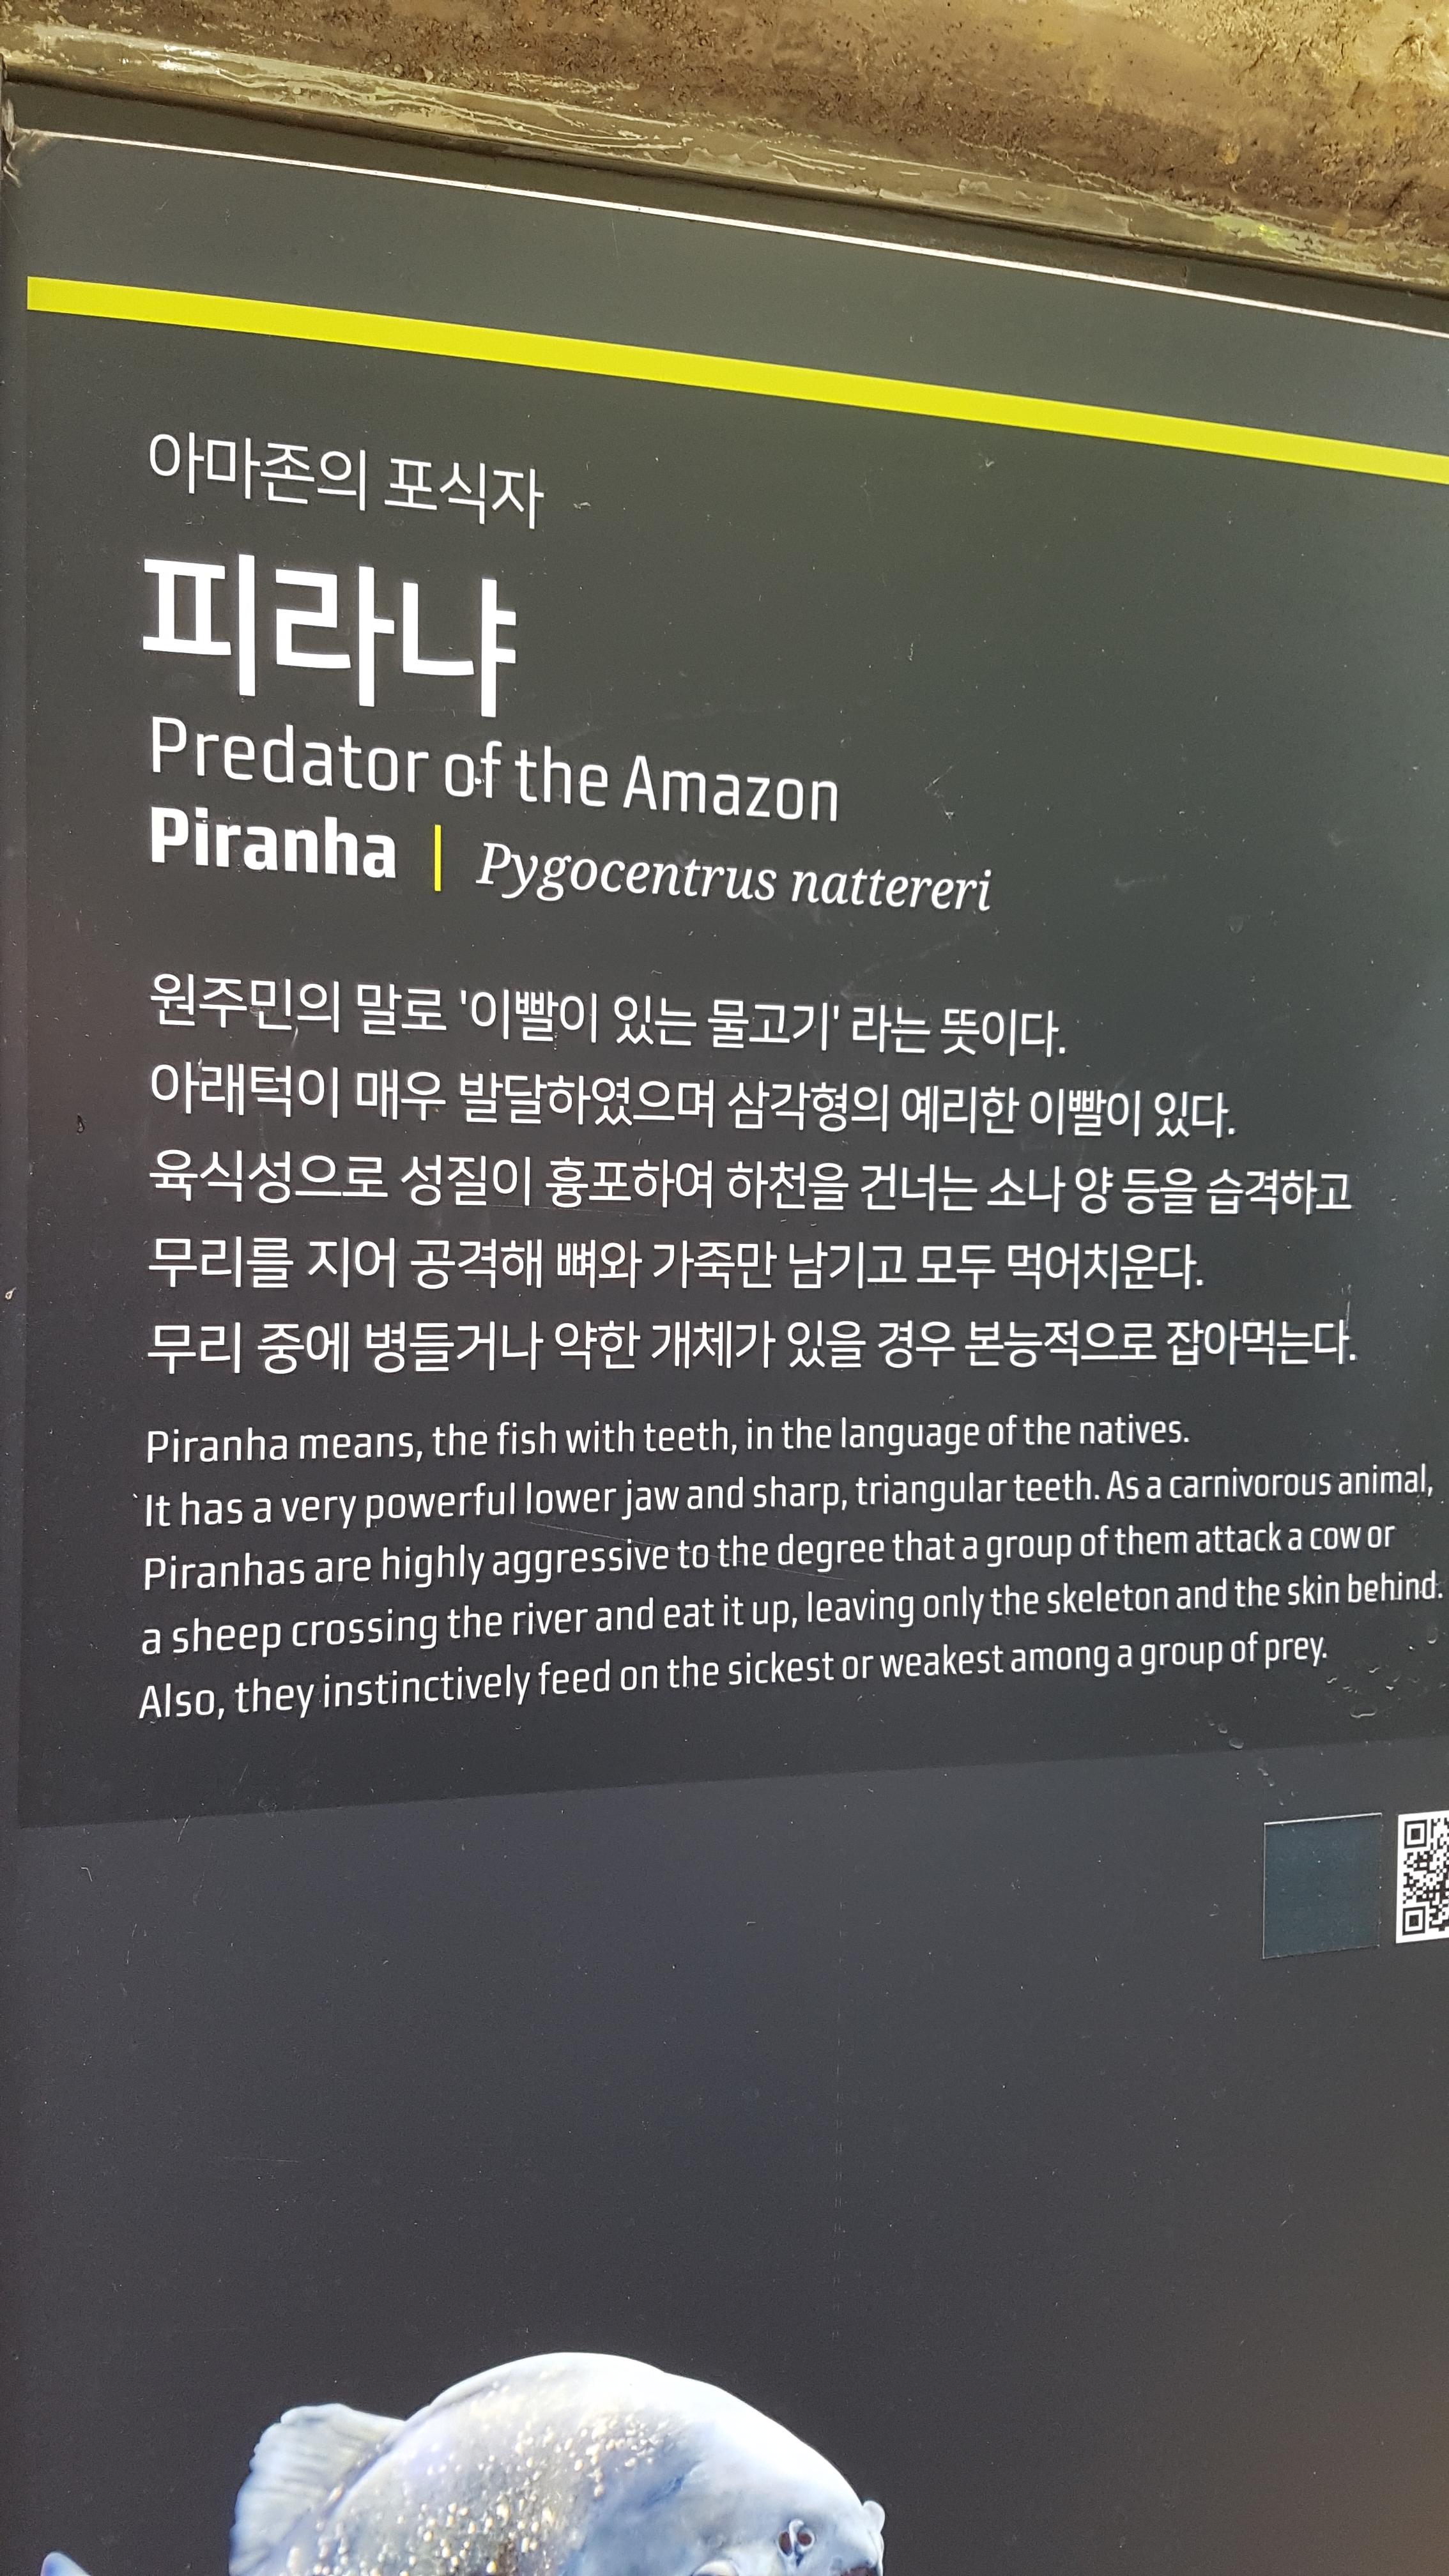 아마존의 포식자
피라냐
Predator of the Amazon
Piranha | Pygocentrus nattereri
원주민의 말로 '이빨이 있는 물고기' 라는 뜻이다.
아래턱이 매우 발달하였으며 삼각형의 예리한 이빨이 있다.
육식성으로 성질이 흉포하여 하천을 건너는 소나 양 등을 습격하고
무리를 지어 공격해 뼈와 가죽만 남기고 모두 먹어치운다.
무리 중에 병들거나 약한 개체가 있을 경우 본능적으로 잡아먹는다.
Piranha means, the fish with teeth, in the language of the natives.
It has a very powerful lower jaw and sharp, triangular teeth. As a carnivorous animal,
Piranhas are highly aggressive to the degree that a group of them attack a cow or
a sheep crossing the river and eat it up, leaving only the skeleton and the skin behind.
Also, they instinctively feed on the sickest or weakest among a group of prey.